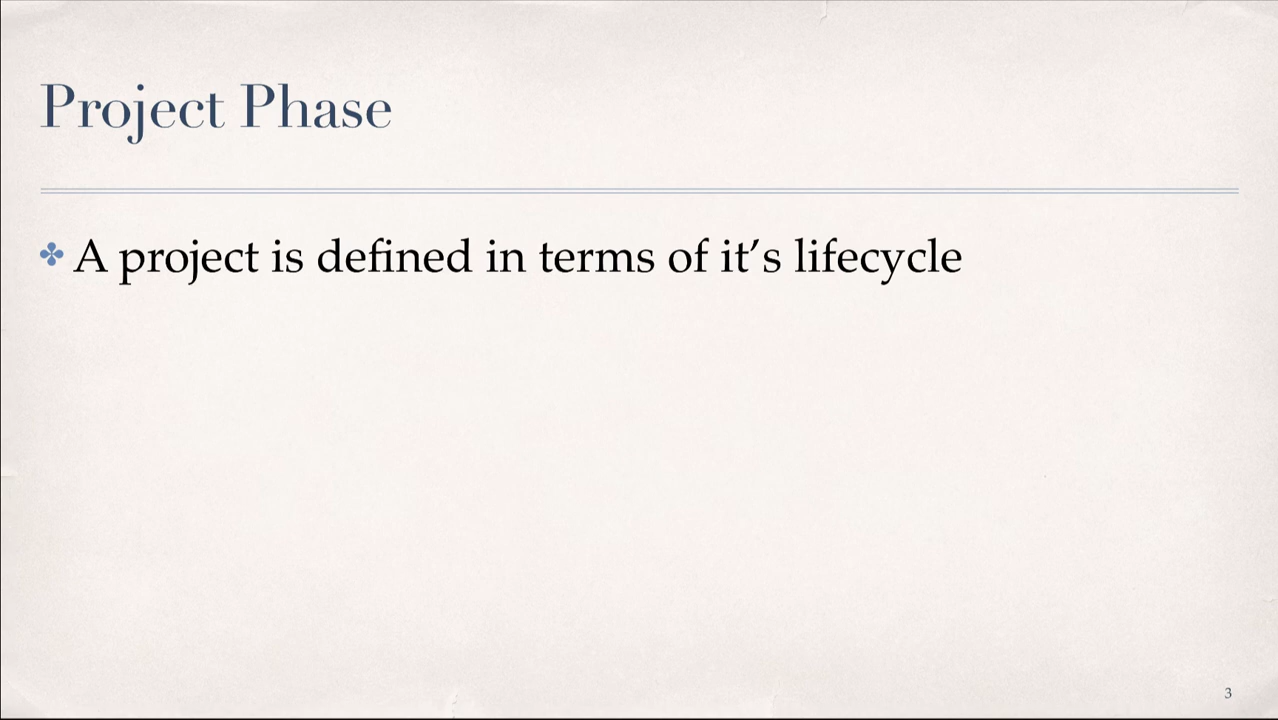 Project Phase
✤ A project is defined in terms of it’s lifecycle
3